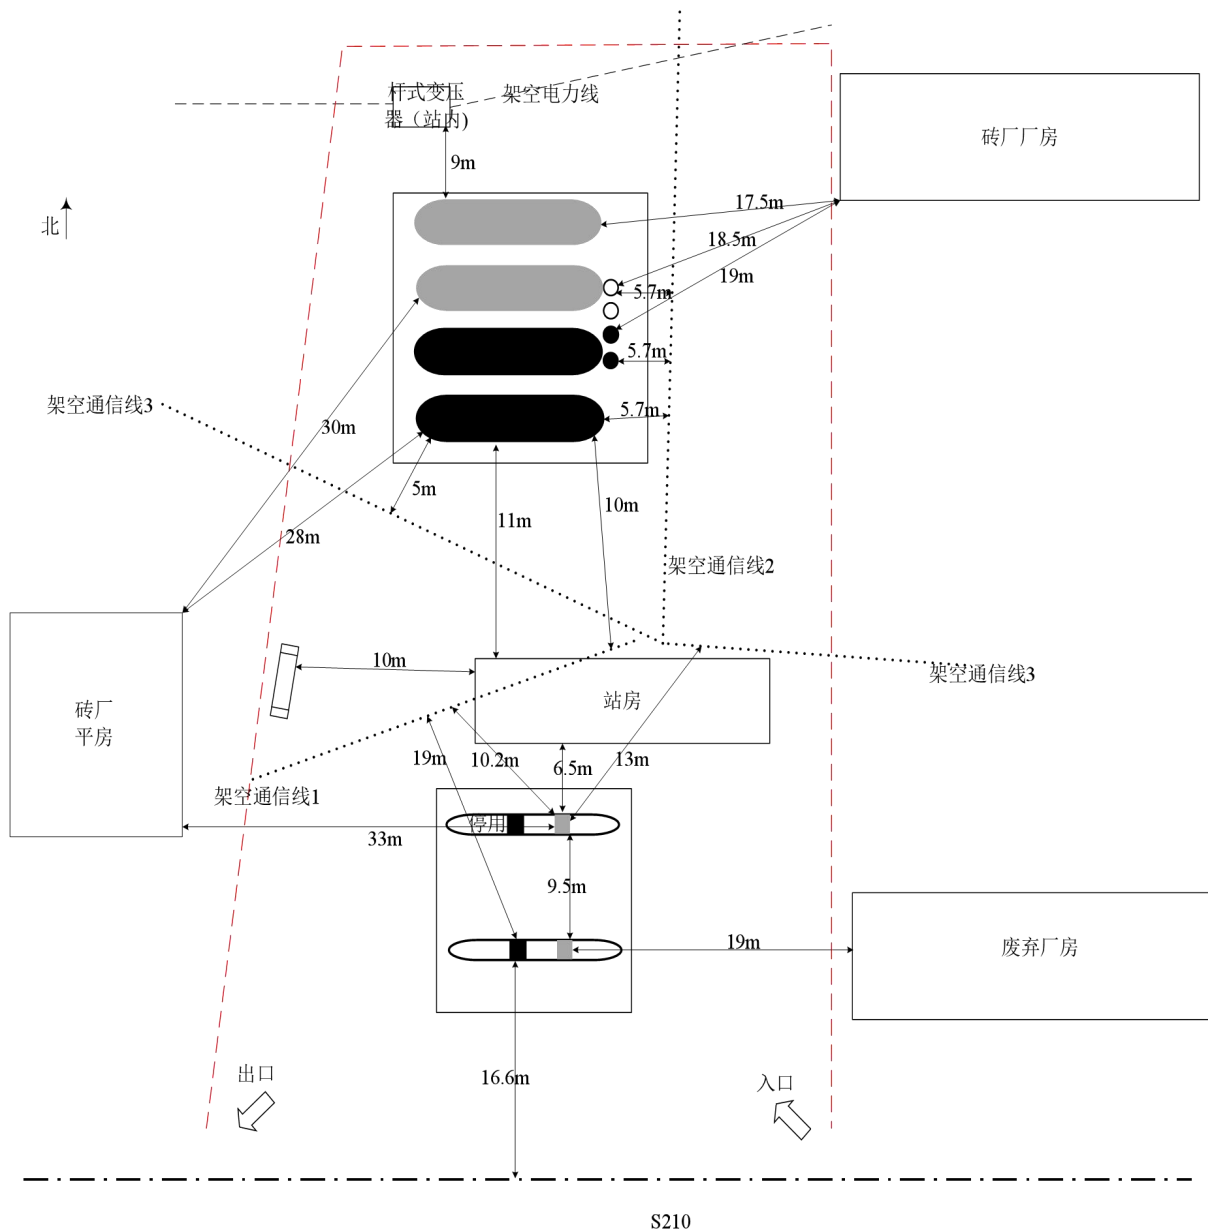 杆式变压
器（站内)
架空电力线
砖厂厂房
9m
北
17.5m
18.5m
19m
5.7m
5.7m
架空通信线3
5.7m
30m
5m
10m
11m
28m
架空通信线2
10m
架空通信线3
站房
砖厂
平房
19m
10.2m
6.5m
13m
架空通信线1
停用
33m
9.5m
19m
废弃厂房
出口
16.6m
入口
S210